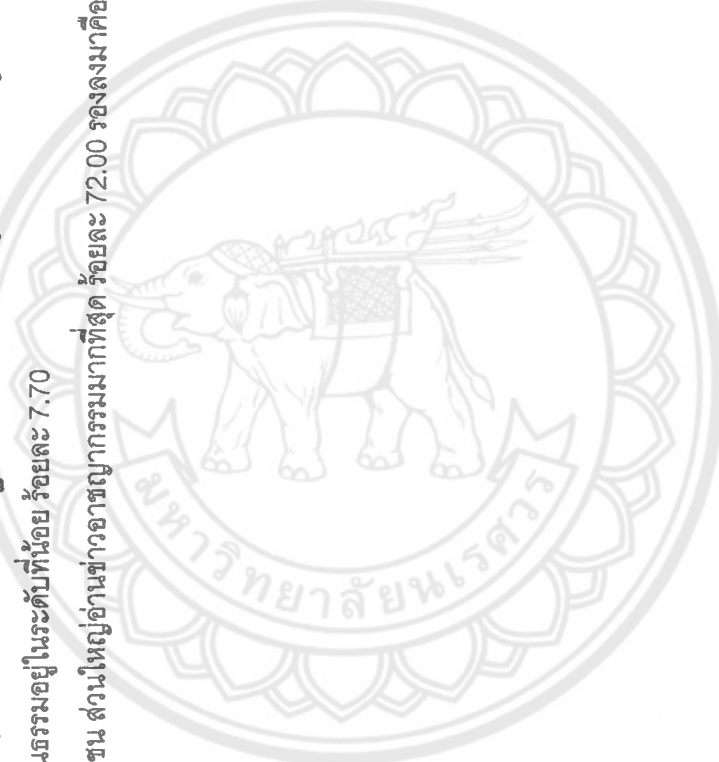 นธรรมอยู่ในระดับที่น้อย ร้อยละ 7.70
ชน ส่วนใหญ่อ่านข่าวอาชญากรรมมากที่สุด ร้อยละ 72.00 รองลงมาคือ
มหาวิทยาลัยนเรศวร